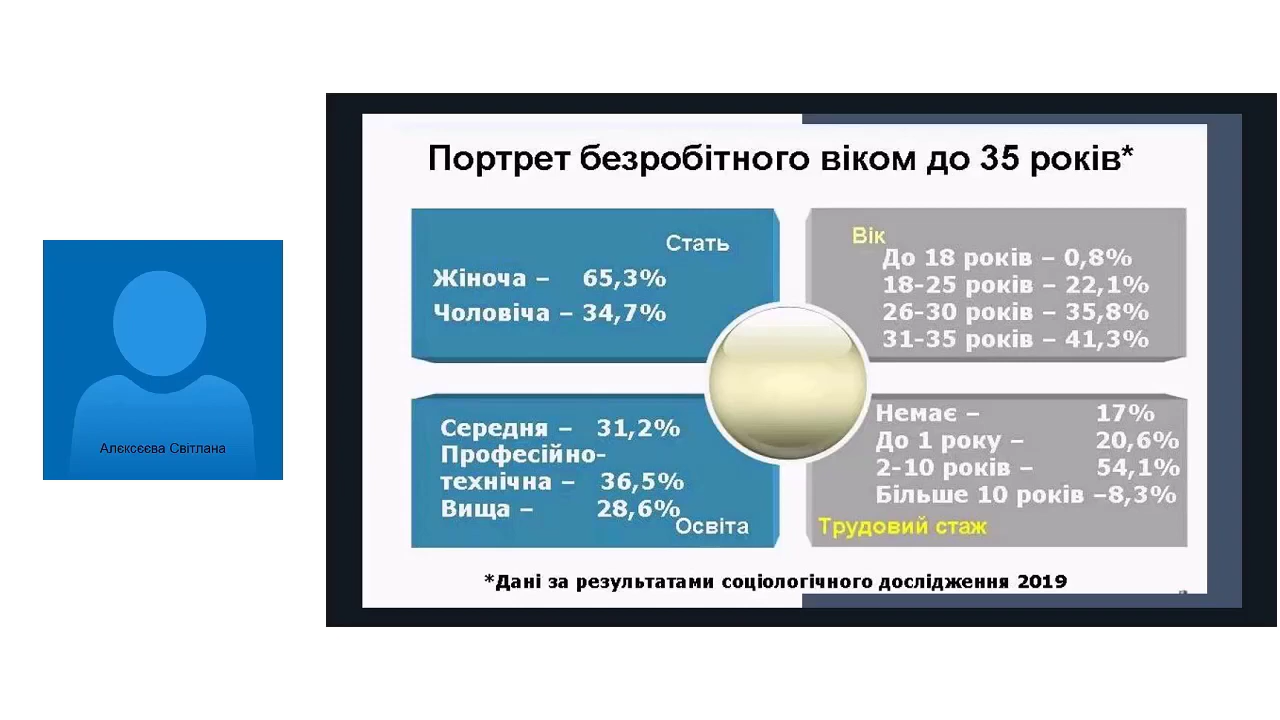 Алєксєєва Світлана
Портрет безробітного віком до 35 років*
Стать
Жіноча – 65,3%
Чоловіча – 34,7%
Вік
До 18 років – 0,8%
18-25 років – 22,1%
26-30 років – 35,8%
31-35 років – 41,3%
Середня – 31,2%
Професійно-
технічна – 36,5%
Вища – 28,6%
Освіта
Немає – 17%
До 1 року – 20,6%
2-10 років – 54,1%
Більше 10 років –8,3%
Трудовий стаж
*Дані за результатами соціологічного дослідження 2019